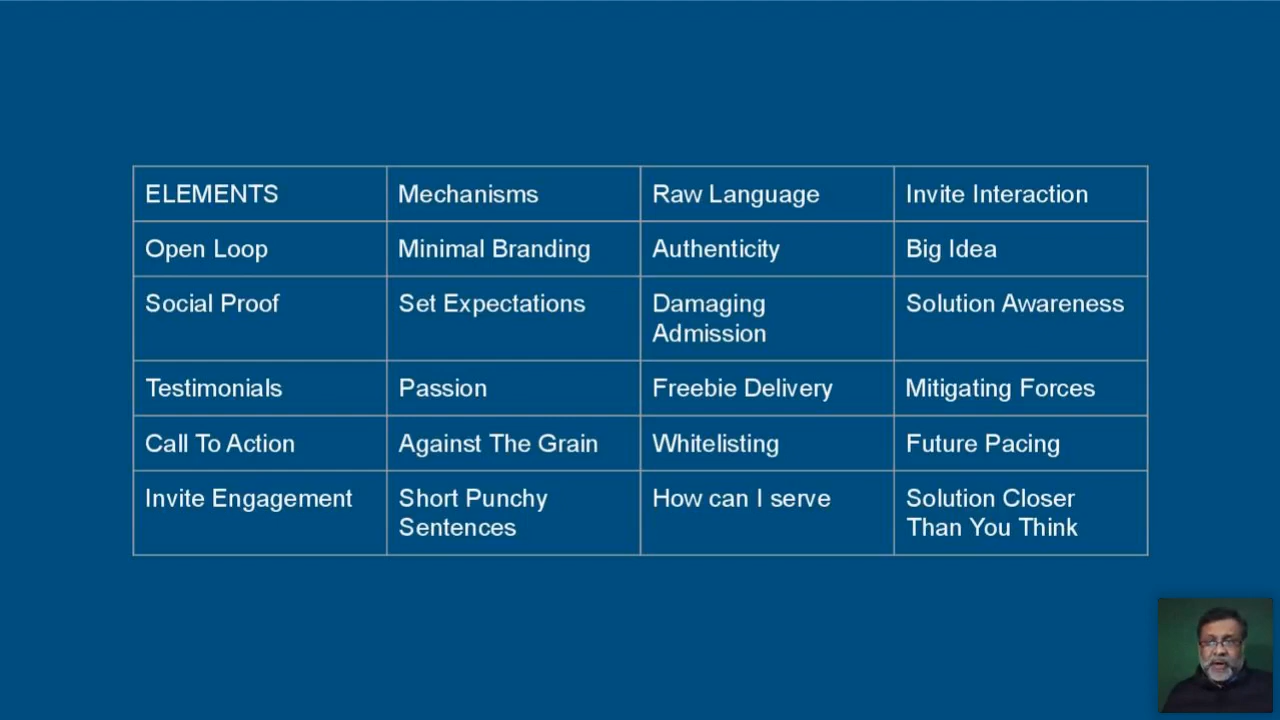 ELEMENTS
Mechanisms
Raw Language
Invite Interaction
Open Loop
Minimal Branding
Authenticity
Big Idea
Social Proof
Set Expectations
Damaging
Admission
Solution Awareness
Testimonials
Passion
Freebie Delivery
Mitigating Forces
Call To Action
Against The Grain
Whitelisting
Future Pacing
Invite Engagement
Short Punchy
Sentences
How can I serve
Solution Closer
Than You Think